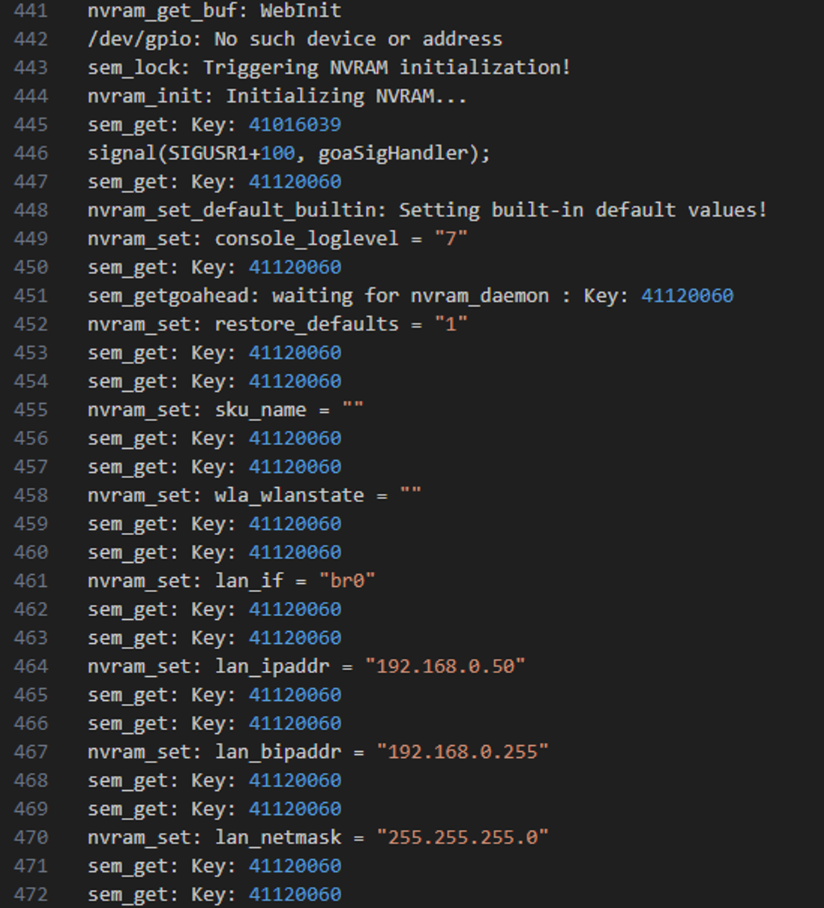 441 nvram_get_buf: WebInit
442 /dev/gpio: No such device or address
443 sem_lock: Triggering NVRAM initialization!
444 nvram_init: Initializing NVRAM...
445 sem_get: Key: 41016039
446 signal(SIGUSR1+100, goaSigHandler);
447 sem_get: Key: 41120060
448 nvram_set_default_builtin: Setting built-in default values!
449 nvram_set: console_loglevel = "7"
450 sem_get: Key: 41120060
451 sem_getgoahead: waiting for nvram_daemon : Key: 41120060
452 nvram_set: restore_defaults = "1"
453 sem_get: Key: 41120060
454 sem_get: Key: 41120060
455 nvram_set: sku_name = ""
456 sem_get: Key: 41120060
457 sem_get: Key: 41120060
458 nvram_set: wla_wlanstate = ""
459 sem_get: Key: 41120060
460 sem_get: Key: 41120060
461 nvram_set: lan_if = "br0"
462 sem_get: Key: 41120060
463 sem_get: Key: 41120060
464 nvram_set: lan_ipaddr = "192.168.0.50"
465 sem_get: Key: 41120060
466 sem_get: Key: 41120060
467 nvram_set: lan_bipaddr = "192.168.0.255"
468 sem_get: Key: 41120060
469 sem_get: Key: 41120060
470 nvram_set: lan_netmask = "255.255.255.0"
471 sem_get: Key: 41120060
472 sem_get: Key: 41120060